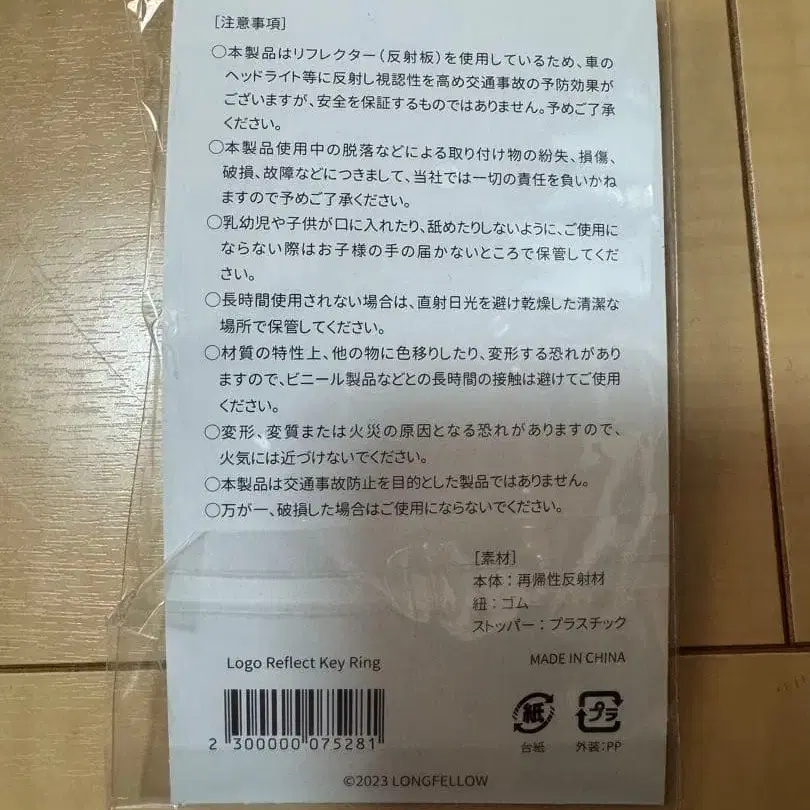 ［注意事項］
○本製品はリフレクター（反射板）を使用しているため、車の
ヘッドライト等に反射し視認性を高め交通事故の予防効果が
ございますが、安全を保証するものではありません。予めご了承
ください。
○本製品使用中の脱落などによる取り付け物の紛失、損傷、
破損、故障などにつきまして、当社では一切の責任を負いかね
ますので予めご了承ください。
○乳幼児や子供が口に入れたり、舐めたりしないように、ご使用に
ならない際はお子様の手の届かないところで保管してくだ
さい。
○長時間使用されない場合は、直射日光を避け乾燥した清潔な
場所で保管してください。
○材質の特性上、他の物に色移りしたり、変形する恐れがあり
ますので、ビニール製品などとの長時間の接触は避けてご使用
ください。
○変形、変質または火災の原因となる恐れがありますので、
火気には近づけないでください。
○本製品は交通事故防止を目的とした製品ではありません。
○万が一、破損した場合はご使用にならないでください。
［素材］
本体：再帰性反射材
紐：ゴム
ストッパー：プラスチック
Logo Reflect Key Ring
MADE IN CHINA
2 300000 075281
紙
プラ
台紙
外装：PP
©2023 LONGFELLOW